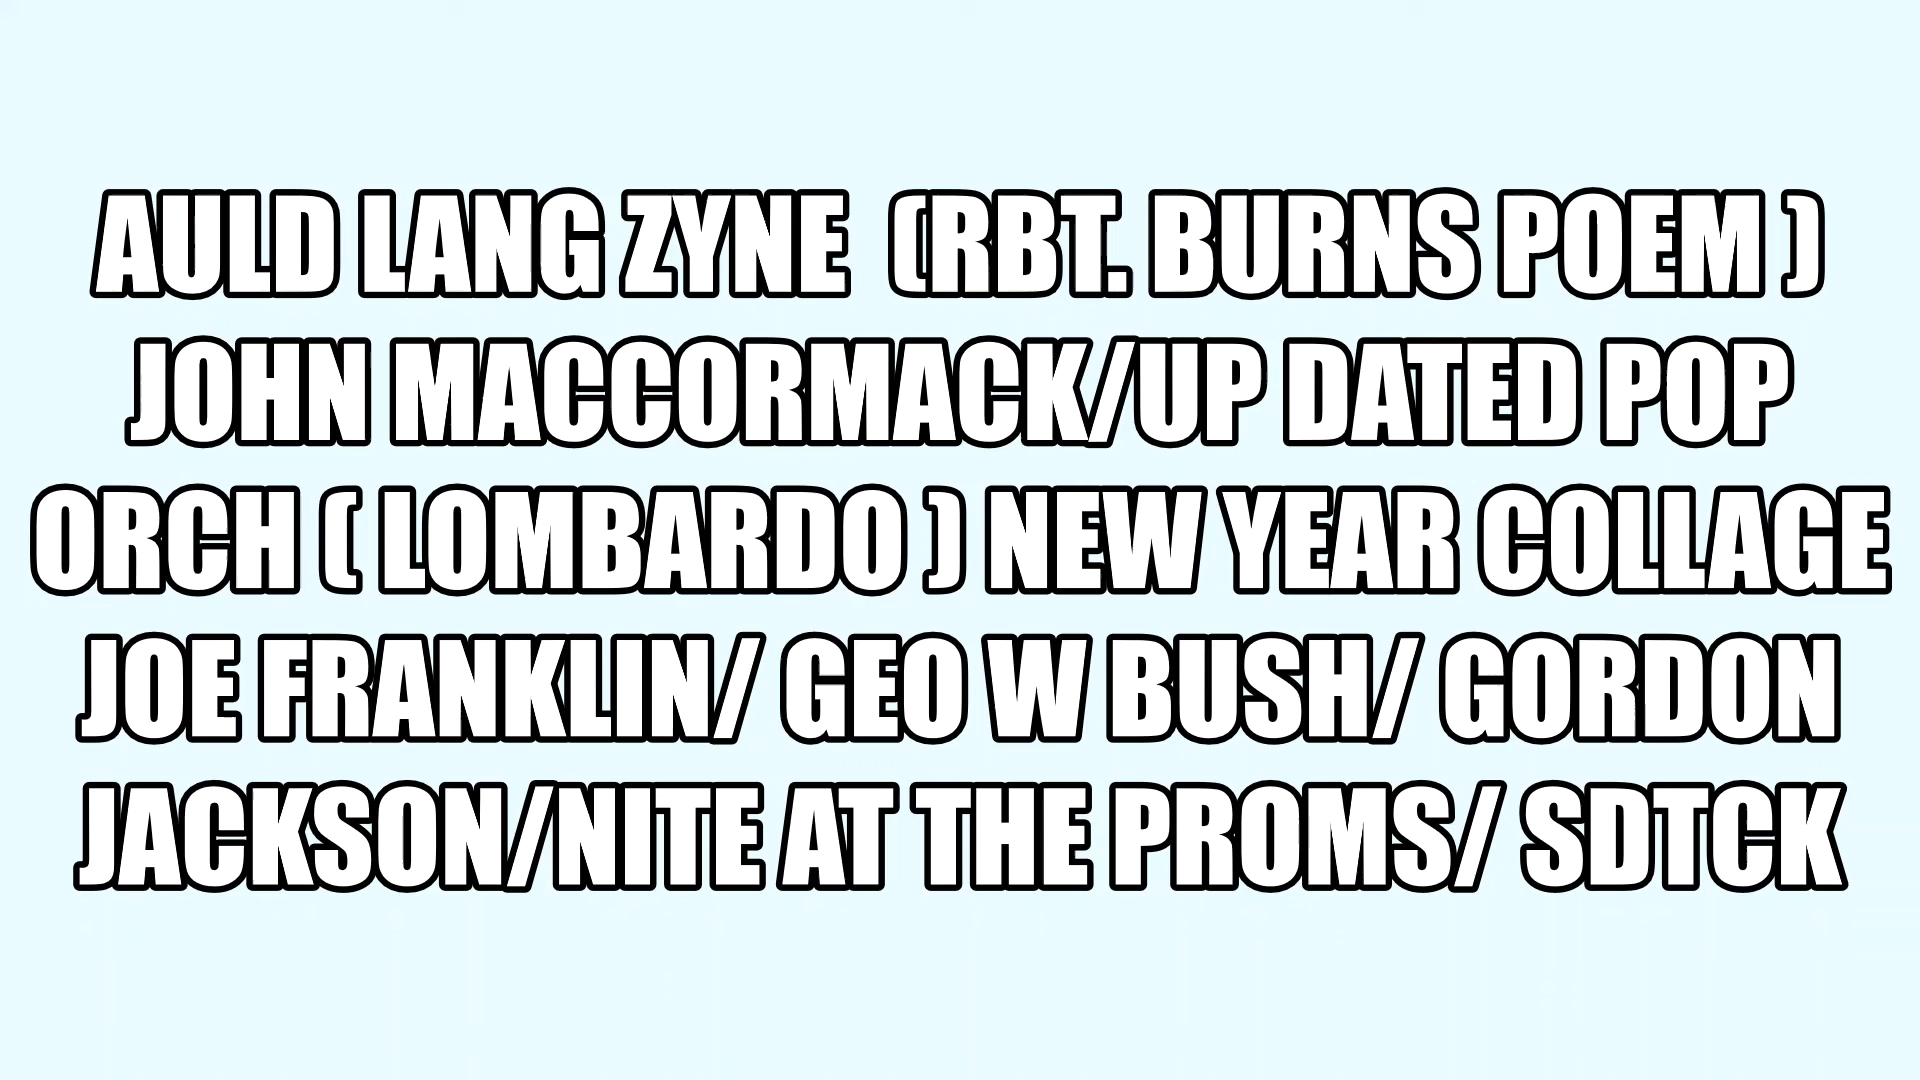 AULD LANG ZYNE  (RBT. BURNS POEM )
JOHN MACCORMACK/UP DATED POP
ORCH ( LOMBARDO ) NEW YEAR COLLAGE
JOE FRANKLIN/ GEO W BUSH/ GORDON
JACKSON/NITE AT THE PROMS/ SDTCK